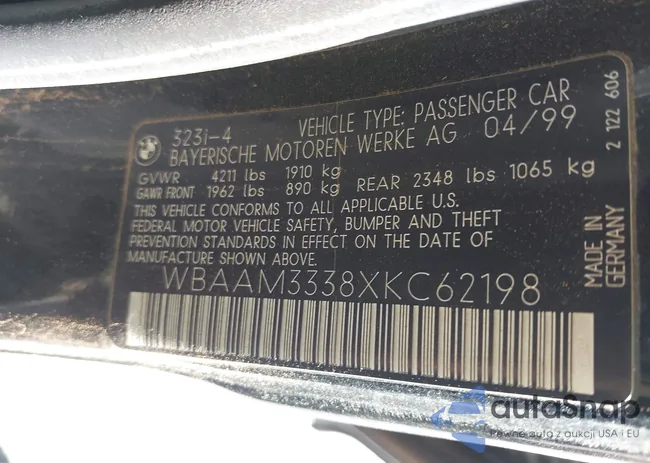 323i-4 VEHICLE TYPE: PASSENGER CAR
BAYERISCHE MOTOREN WERKE AG 04/99
GVWR 4211 lbs 1910 kg
GAWR FRONT 1962 lbs 890 kg REAR 2348 lbs 1065 kg
THIS VEHICLE CONFORMS TO ALL APPLICABLE U.S.
FEDERAL MOTOR VEHICLE SAFETY, BUMPER AND THEFT
PREVENTION STANDARDS IN EFFECT ON THE DATE OF
MANUFACTURE SHOWN ABOVE.
WBAAM3338XKC62198
2 122 606
MADE IN
GERMANY
autoSnap
Pewne auto z aukcji USA i EU